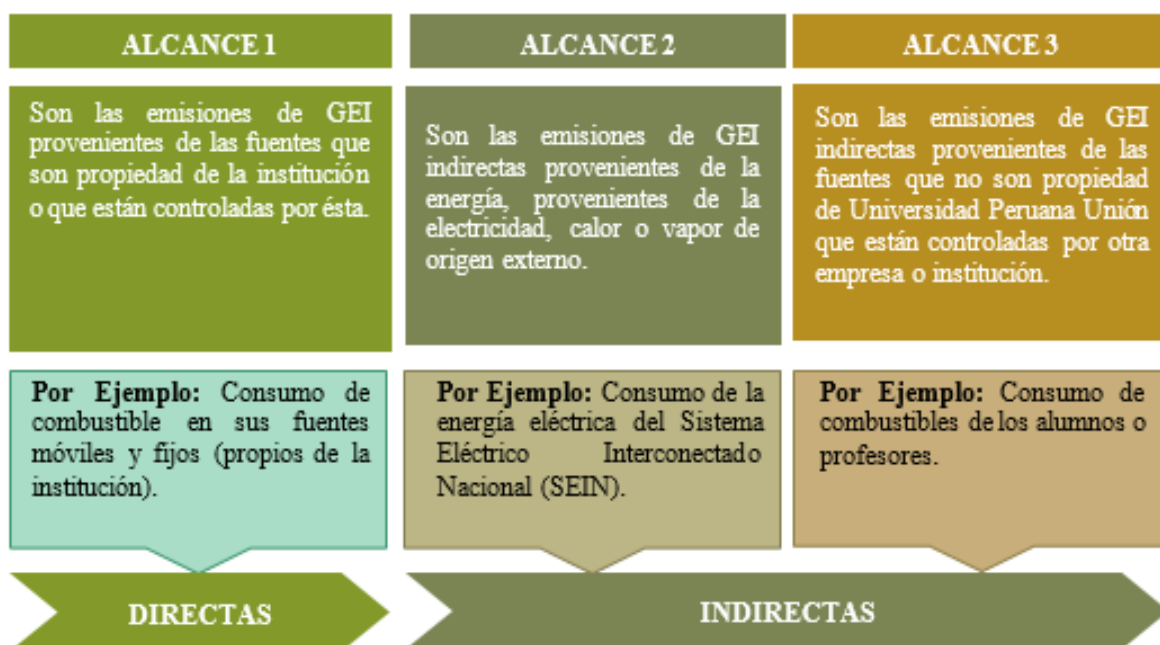 ALCANCE 1
Son las emisiones de GEI
provenientes de las fuentes que
son propiedad de la institución
o que están controladas por ésta.
Por Ejemplo: Consumo de
combustible en sus fuentes
móviles y fijos (propios de la
institución).
ALCANCE 2
Son las emisiones de GEI
indirectas provenientes de la
energía, provenientes de la
electricidad, calor o vapor de
origen externo.
Por Ejemplo: Consumo de la
energía eléctrica del Sistema
Eléctrico Interconectado
Nacional (SEIN).
ALCANCE 3
Son las emisiones de GEI
indirectas provenientes de las
fuentes que no son propiedad
de Universidad Peruana Unión
que están controladas por otra
empresa o institución.
Por Ejemplo: Consumo de
combustibles de los alumnos o
profesores.
DIRECTAS
INDIRECTAS